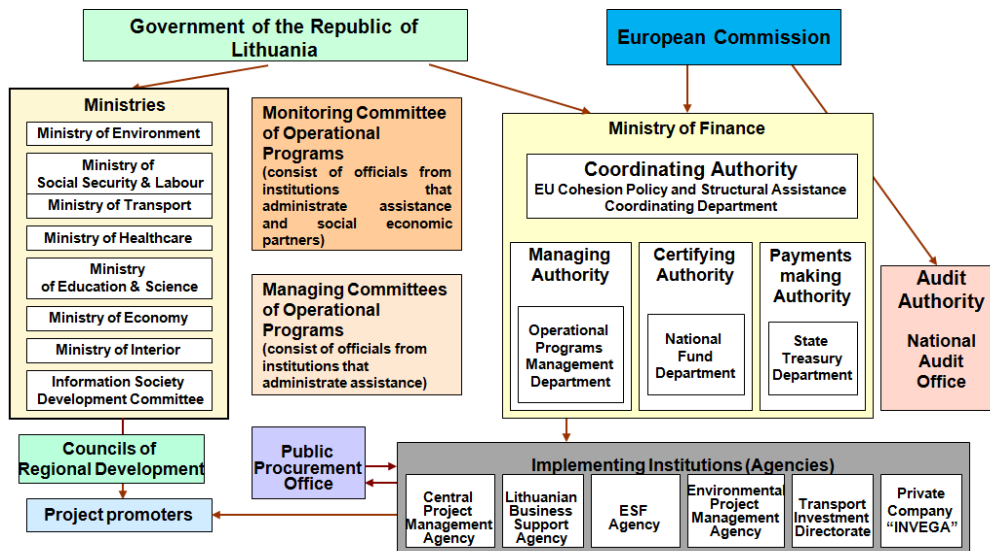 Government of the Republic of
Lithuania
European Commission
Ministries
Ministry of Environment
Ministry of
Social Security & Labour
Ministry of Transport
Ministry of Healthcare
Ministry
of Education & Science
Ministry of Economy
Ministry of Interior
Information Society
Development Committee
Monitoring Committee
of Operational
Programs
(consist of officials from
institutions that
administrate assistance
and social economic
partners)
Managing Committees
of Operational
Programs
(consist of officials from
institutions that
administrate assistance)
Ministry of Finance
Coordinating Authority
EU Cohesion Policy and Structural Assistance
Coordinating Department
Managing
Authority
Operational
Programs
Management
Department
Certifying
Authority
National
Fund
Department
Payments
making
Authority
State
Treasury
Department
Audit
Authority
National
Audit
Office
Councils of
Regional Development
Project promoters
Public
Procurement
Office
Implementing Institutions (Agencies)
Central
Project
Management
Agency
Lithuanian
Business
Support
Agency
ESF
Agency
Environmental
Project
Management
Agency
Transport
Investment
Directorate
Private
Company
“INVEGA”